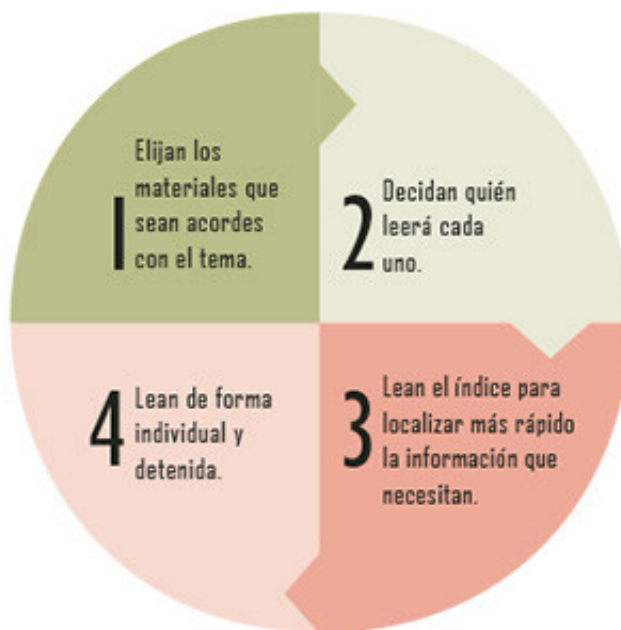 1
Elijan los
materiales que
sean acordes
con el tema.
2
Decidan quién
leerá cada
uno.
3
Lean el índice para
localizar más rápido
la información que
necesitan.
4
Lean de forma
individual y
detenida.